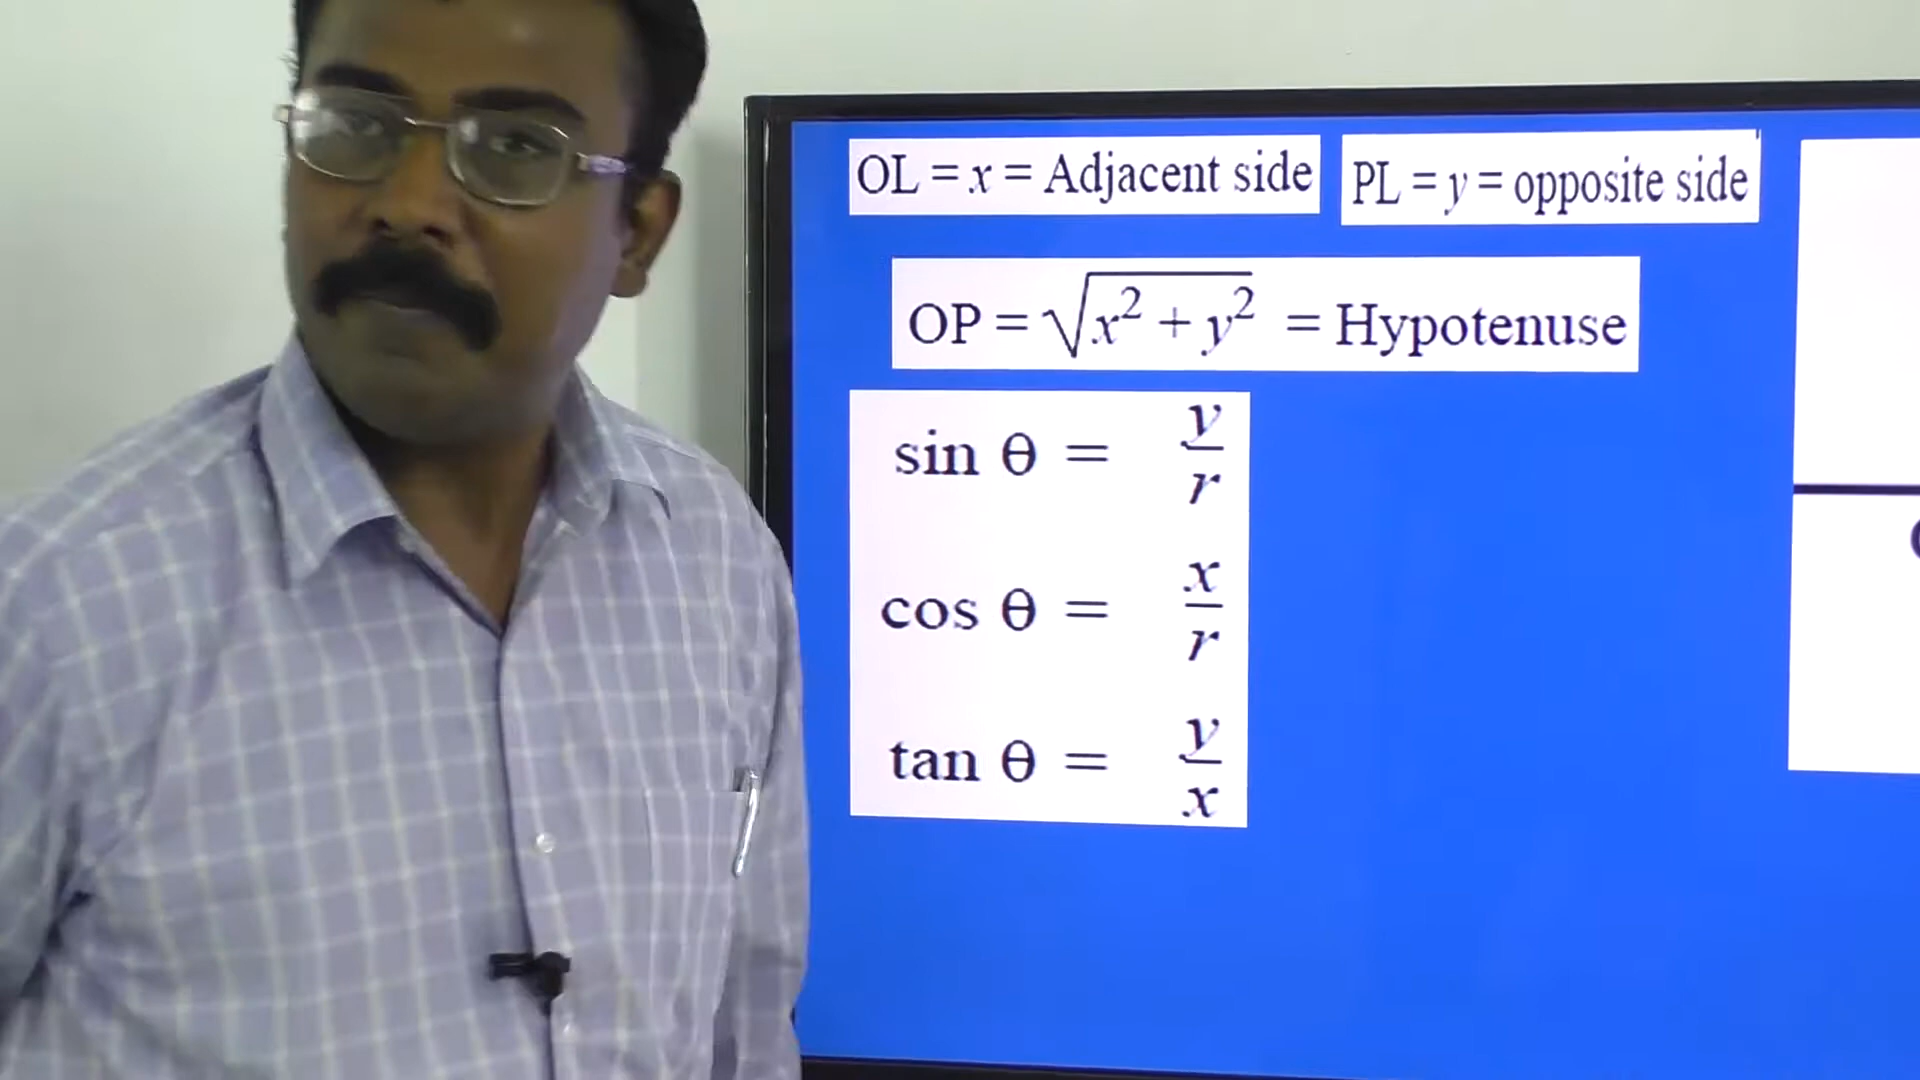 OL = x = Adjacent side
PL = y = opposite side
OP = √(x² + y²) = Hypotenuse
sin θ = y/r
cos θ = x/r
tan θ = y/x